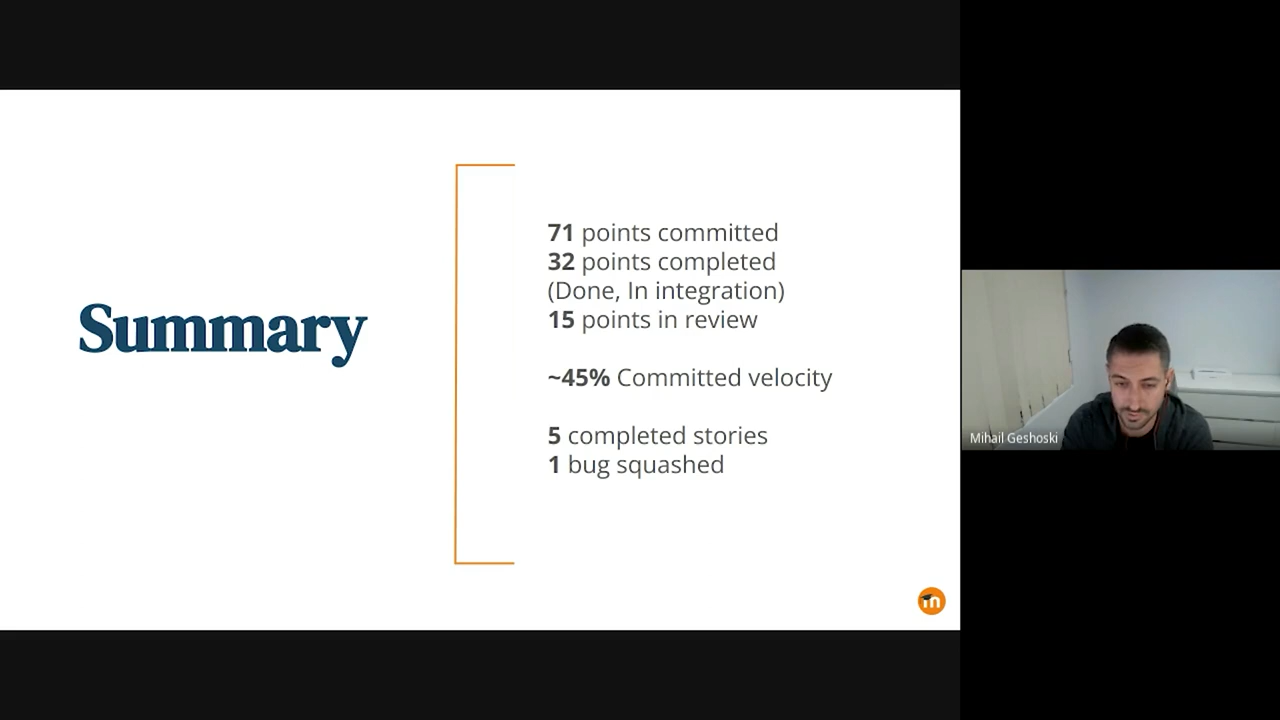 Summary
71 points committed
32 points completed
(Done, In integration)
15 points in review
~45% Committed velocity
5 completed stories
1 bug squashed
m
Mihail Geshoski